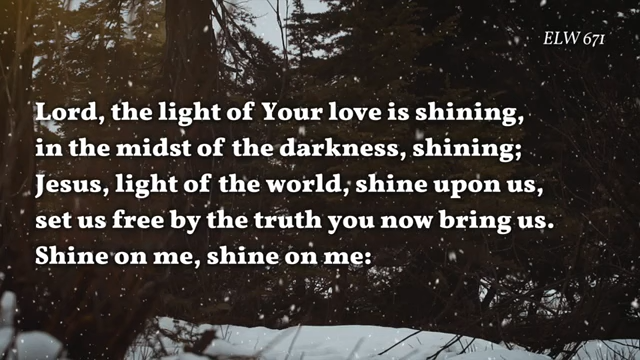 ELW 671
Lord, the light of Your love is shining,
in the midst of the darkness, shining;
Jesus, light of the world, shine upon us,
set us free by the truth you now bring us.
Shine on me, shine on me: